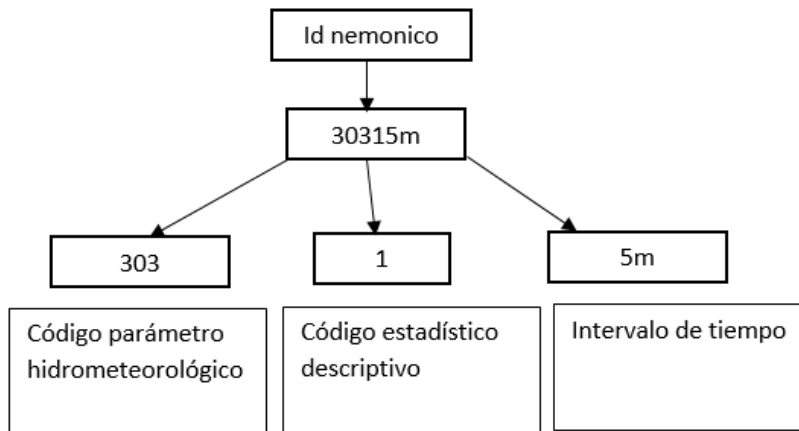 Id nemonico
30315m
303
1
5m
Código parámetro
hidrometeorológico
Código estadístico
descriptivo
Intervalo de tiempo